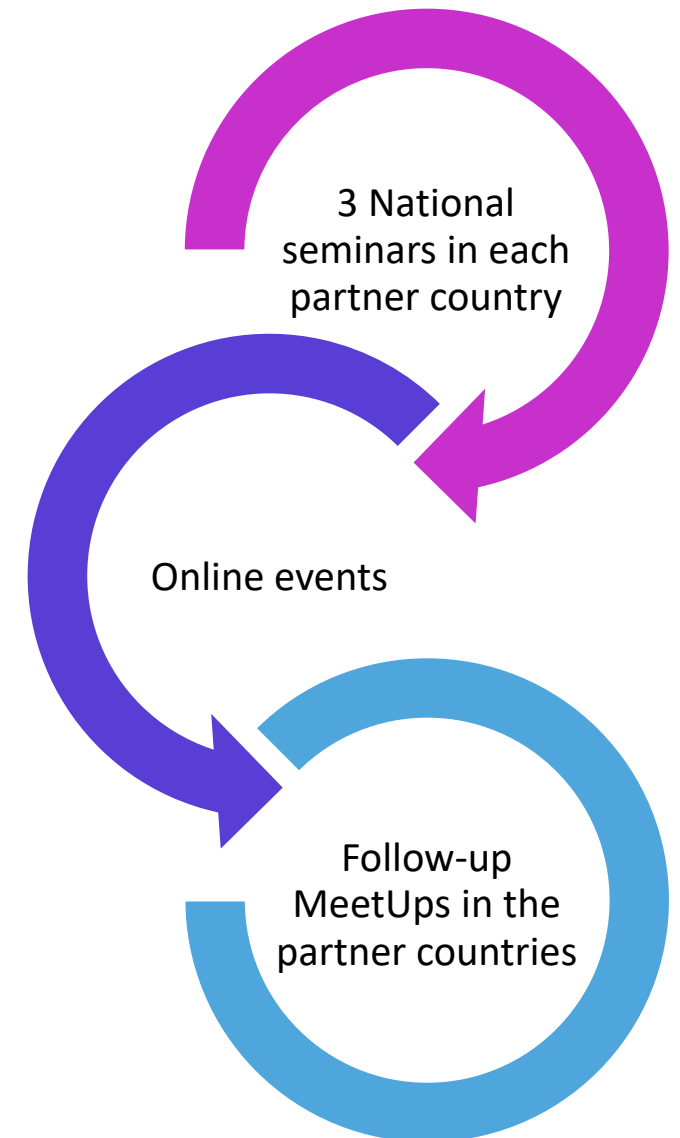 3 National
seminars in each
partner country
Online events
Follow-up
MeetUps in the
partner countries